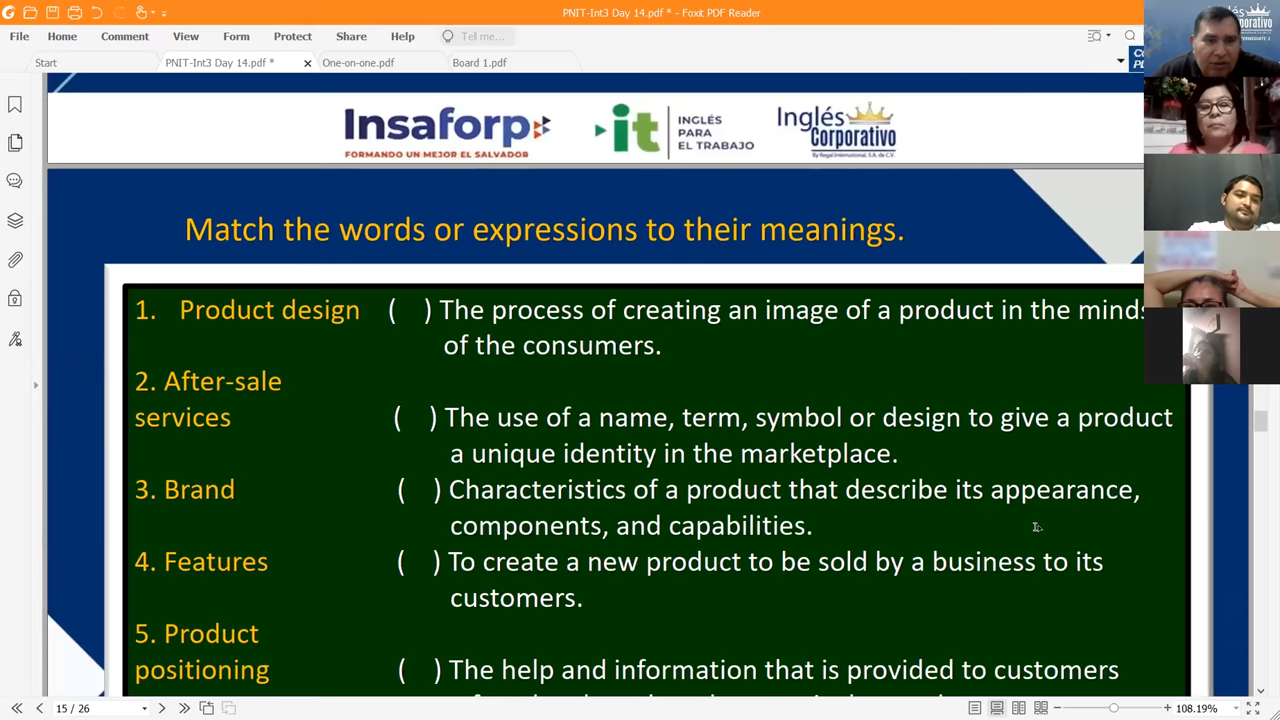 PNIT-Int3 Day 14.pdf * - Foxit PDF Reader
File Home Comment View Form Protect Share Help Tell me...
Start PNIT-Int3 Day 14.pdf * One-on-one.pdf Board 1.pdf
Insaforp
FORMANDO UN MEJOR EL SALVADOR
it
INGLÉS
PARA
EL TRABAJO
Inglés
Corporativo
By Regal International, S.A. de C.V.
Match the words or expressions to their meanings.
1. Product design ( ) The process of creating an image of a product in the minds
of the consumers.
2. After-sale
services ( ) The use of a name, term, symbol or design to give a product
a unique identity in the marketplace.
3. Brand ( ) Characteristics of a product that describe its appearance,
components, and capabilities.
4. Features ( ) To create a new product to be sold by a business to its
customers.
5. Product
positioning ( ) The help and information that is provided to customers
15 / 26 108.19%